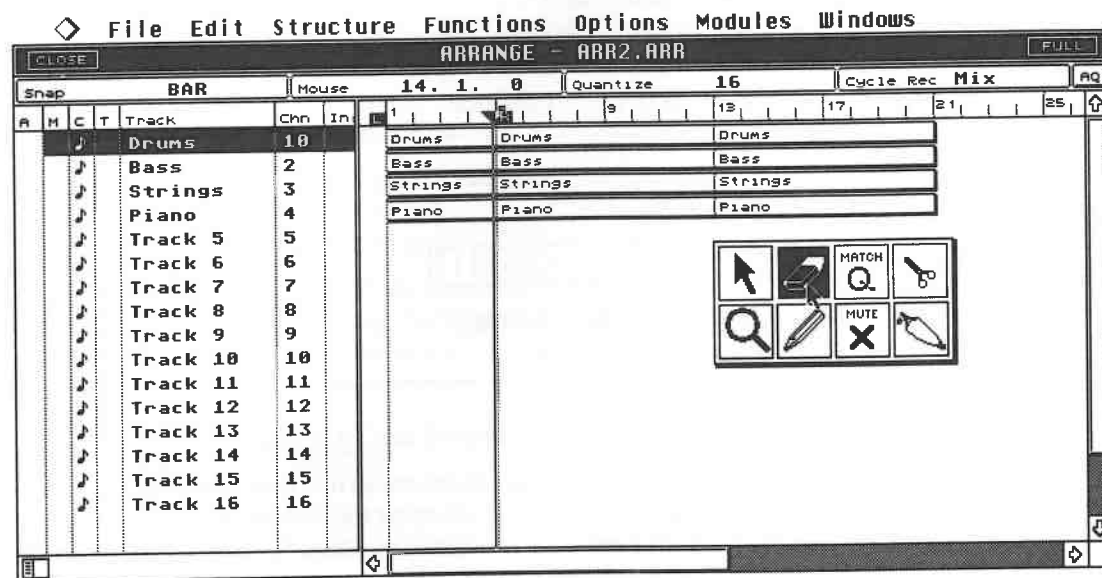 File Edit Structure Functions Options Modules Windows
CLOSE ARRANGE - ARR2.ARR FULL
Snap BAR Mouse 14. 1. 0 Quantize 16 Cycle Rec Mix AQ
A M C T Track Chn In 1 9 13 17 21 25
Drums 10 Drums Drums Drums
Bass 2 Bass Bass Bass
Strings 3 Strings Strings Strings
Piano 4 Piano Piano Piano
Track 5 5
Track 6 6
Track 7 7
Track 8 8
Track 9 9
Track 10 10
Track 11 11
Track 12 12
Track 13 13
Track 14 14
Track 15 15
Track 16 16
MATCH
Q
MUTE